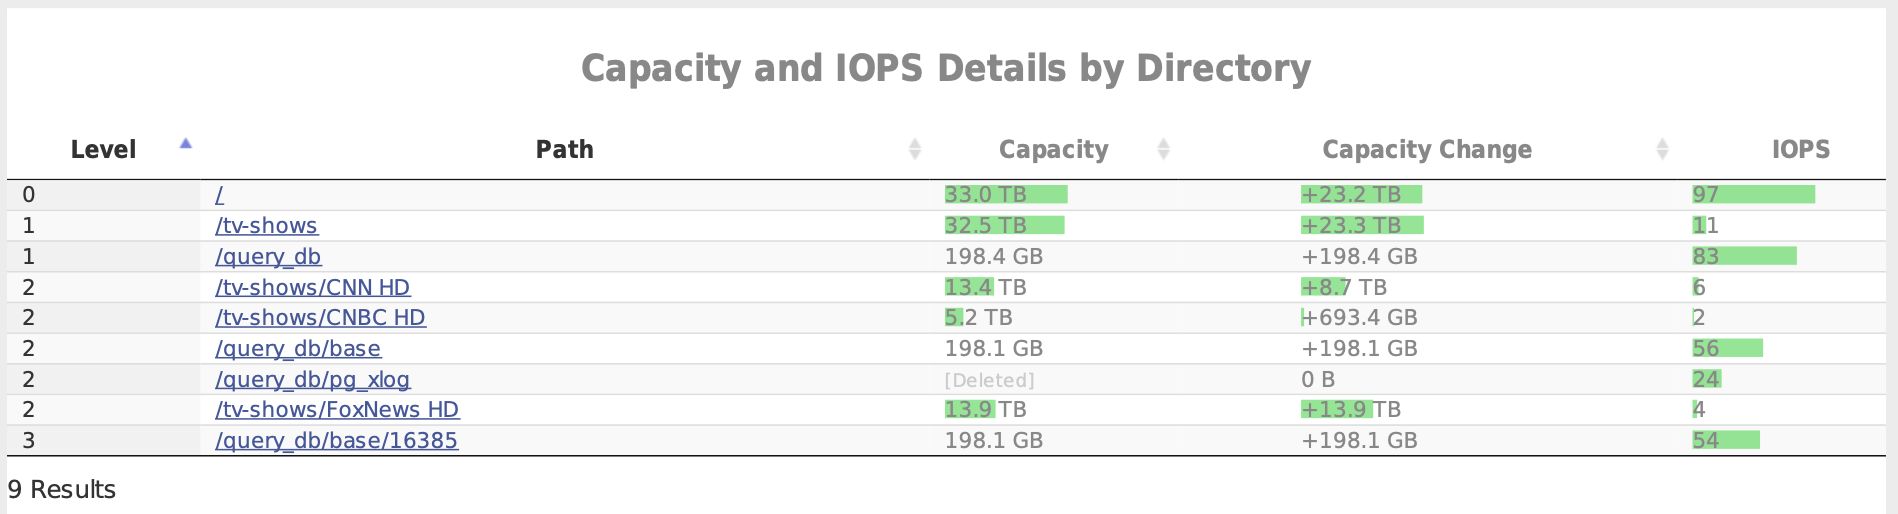 Capacity and IOPS Details by Directory
Level Path Capacity Capacity Change IOPS
0 / 33.0 TB +23.2 TB 97
1 /tv-shows 32.5 TB +23.3 TB 11
1 /query_db 198.4 GB +198.4 GB 83
2 /tv-shows/CNN HD 13.4 TB +8.7 TB 6
2 /tv-shows/CNBC HD 5.2 TB +693.4 GB 2
2 /query_db/base 198.1 GB +198.1 GB 56
2 /query_db/pg_xlog [Deleted] 0 B 24
2 /tv-shows/FoxNews HD 13.9 TB +13.9 TB 4
3 /query_db/base/16385 198.1 GB +198.1 GB 54
9 Results